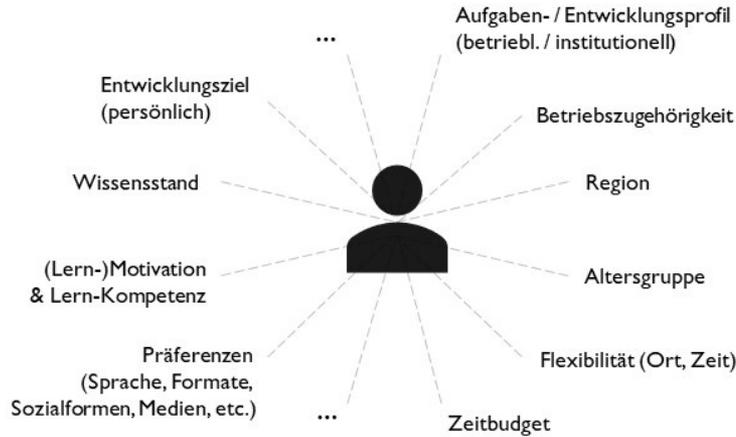 ...
Aufgaben- / Entwicklungsprofil
(betriebl. / institutionell)
Entwicklungsziel
(persönlich)
Betriebszugehörigkeit
Wissensstand
Region
(Lern-)Motivation
& Lern-Kompetenz
Altersgruppe
Präferenzen
(Sprache, Formate,
Sozialformen, Medien, etc.)
Flexibilität (Ort, Zeit)
...
Zeitbudget